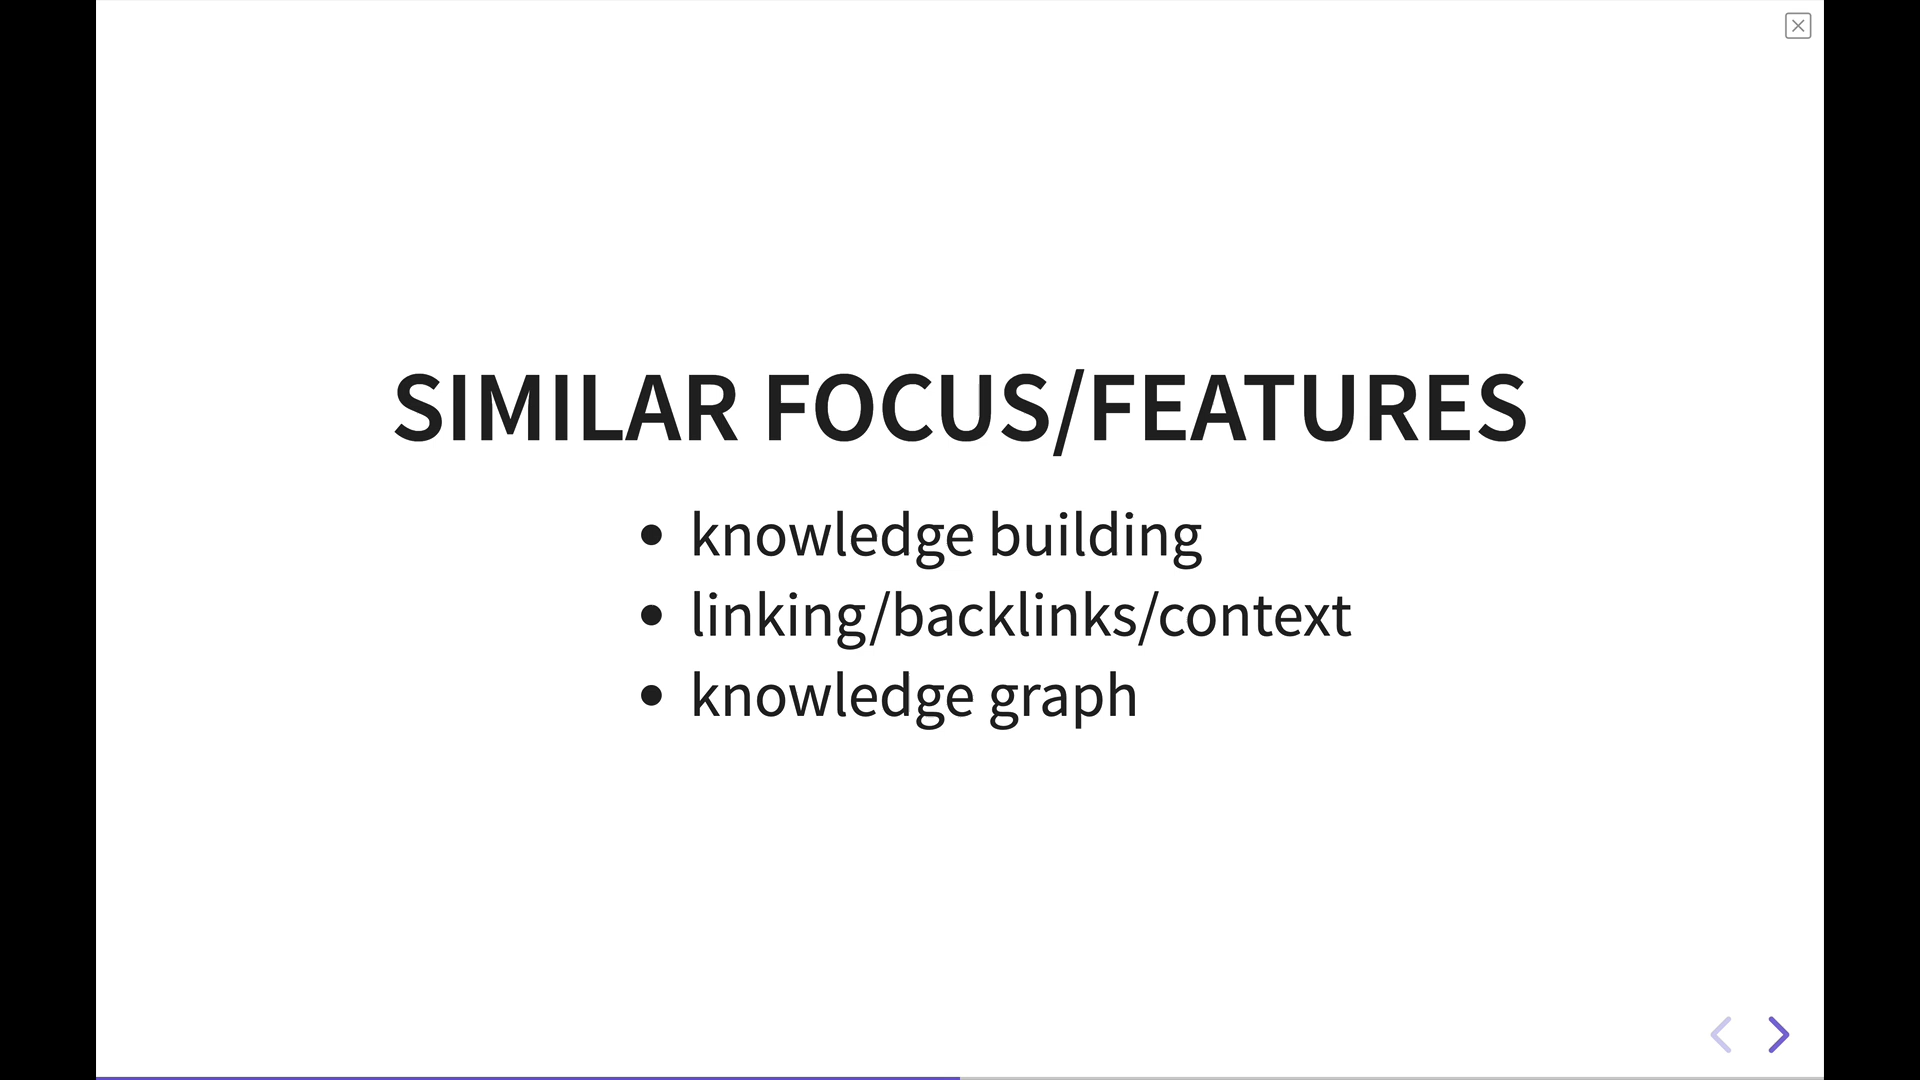 SIMILAR FOCUS/FEATURES
knowledge building
linking/backlinks/context
knowledge graph